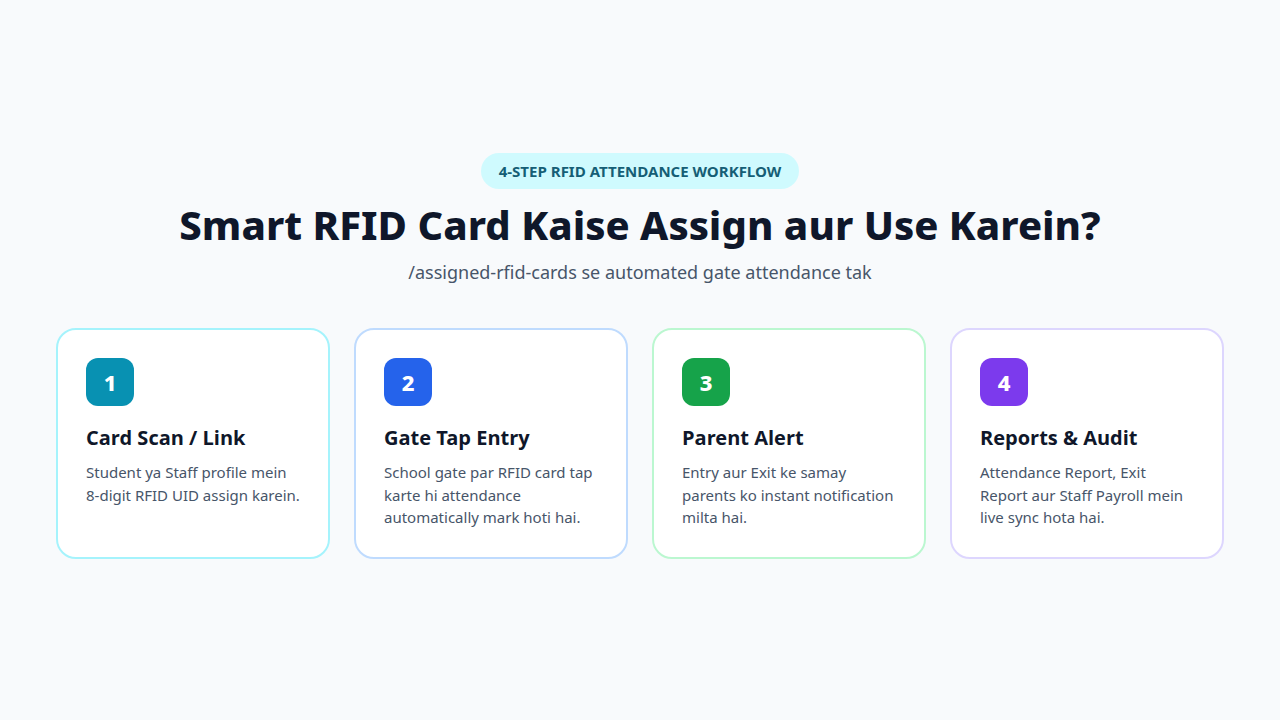 4-STEP RFID ATTENDANCE WORKFLOW
Smart RFID Card Kaise Assign aur Use Karein?
/assigned-rfid-cards se automated gate attendance tak
1
Card Scan / Link
Student ya Staff profile mein
8-digit RFID UID assign karein.
2
Gate Tap Entry
School gate par RFID card tap
karte hi attendance
automatically mark hoti hai.
3
Parent Alert
Entry aur Exit ke samay
parents ko instant notification
milta hai.
4
Reports & Audit
Attendance Report, Exit
Report aur Staff Payroll mein
live sync hota hai.